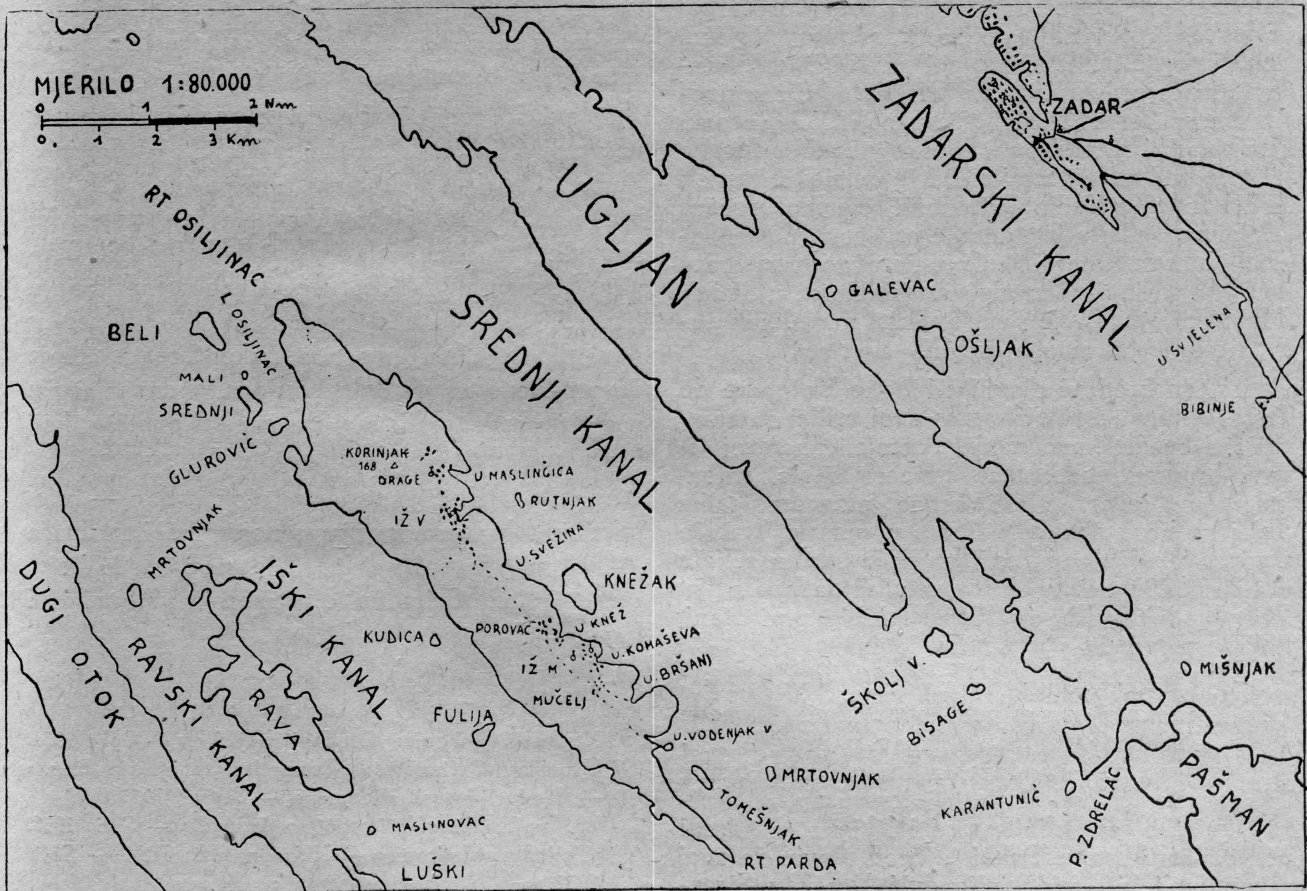 MJERILO 1:80.000
0 1 2 Nm
0. 1 2 3 Km
ZADAR
ZADARSKI KANAL
UGLJAN
RT OSILJINAC
L OSILJINAC
SREDNJI KANAL
GALEVAC
OŠLJAK
U SVJELENA
BIBINJE
BELI
MALI
SREDNJI
GLUROVIĆ
KORINJAK
168
DRAGE
U MASLINČICA
RUTNJAK
IŽ V
U.SVEŽINA
MRTOVNJAK
IŠKI KANAL
KNEŽAK
U KNEŽ
POROVAC
U.KOMAŠEVA
U.BRŠANJ
KUDICA
IŽ M
MUČELJ
DUGI OTOK
RAVSKI KANAL
RAVA
FULIJA
U.VODENJAK V
ŠKOLJ V.
BISAGE
MIŠNJAK
MRTOVNJAK
TOMEŠNJAK
KARANTUNIĆ
P. ZDRELAC
PAŠMAN
MASLINOVAC
LUŠKI
RT PARDA